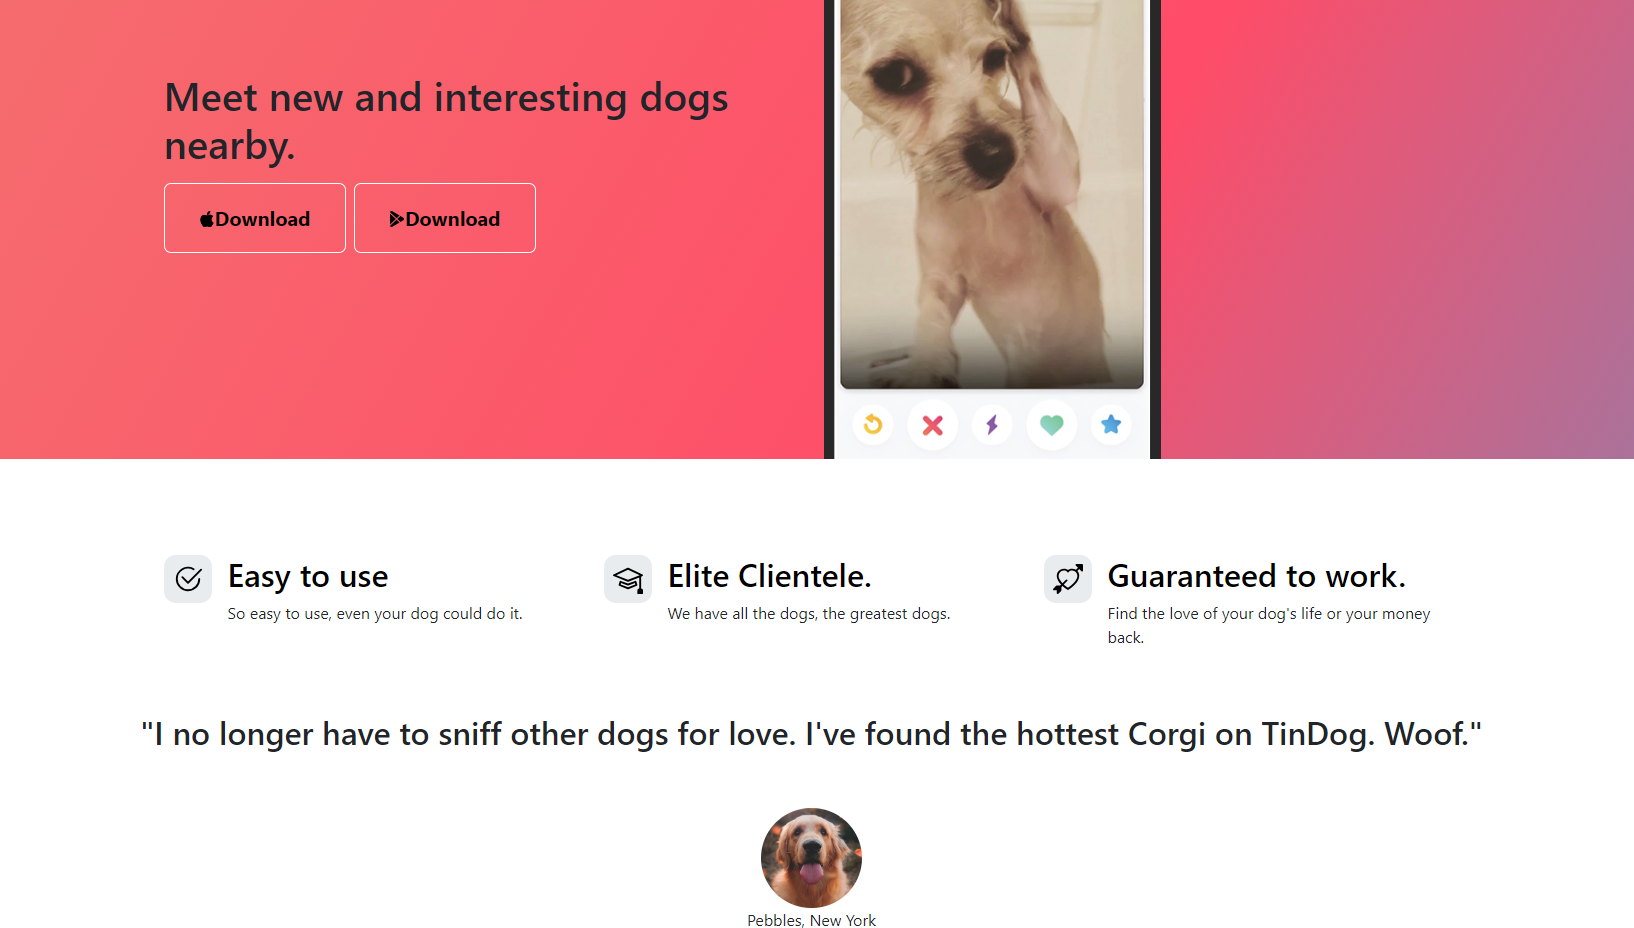 Meet new and interesting dogs
nearby.
Download
Download
Easy to use
So easy to use, even your dog could do it.
Elite Clientele.
We have all the dogs, the greatest dogs.
Guaranteed to work.
Find the love of your dog's life or your money
back.
"I no longer have to sniff other dogs for love. I've found the hottest Corgi on TinDog. Woof."
Pebbles, New York